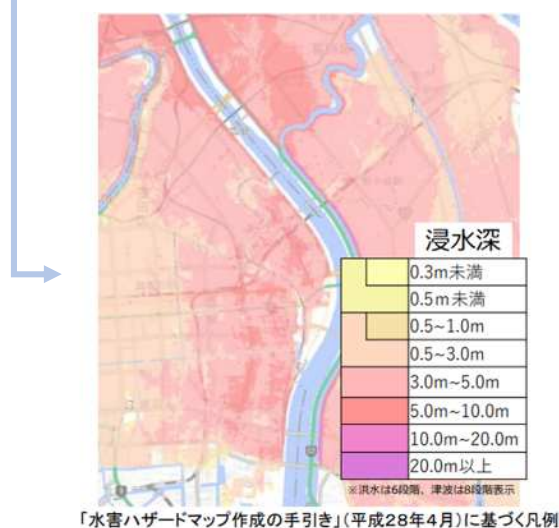 浸水深
0.3m未満
0.5m未満
0.5~1.0m
0.5~3.0m
3.0m~5.0m
5.0m~10.0m
10.0m~20.0m
20.0m以上
※洪水は6段階、津波は8段階表示
「水害ハザードマップ作成の手引き」(平成28年4月)に基づく凡例